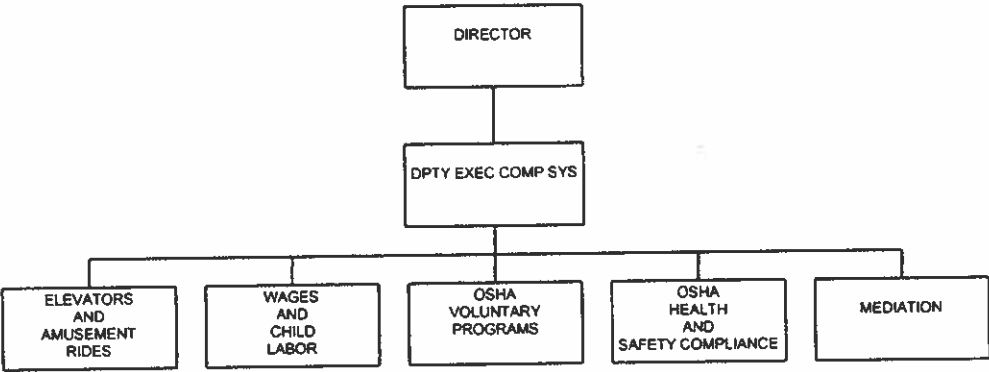 DIRECTOR
DPTY EXEC COMP SYS
ELEVATORS
AND
AMUSEMENT
RIDES
WAGES
AND
CHILD
LABOR
OSHA
VOLUNTARY
PROGRAMS
OSHA
HEALTH
AND
SAFETY COMPLIANCE
MEDIATION